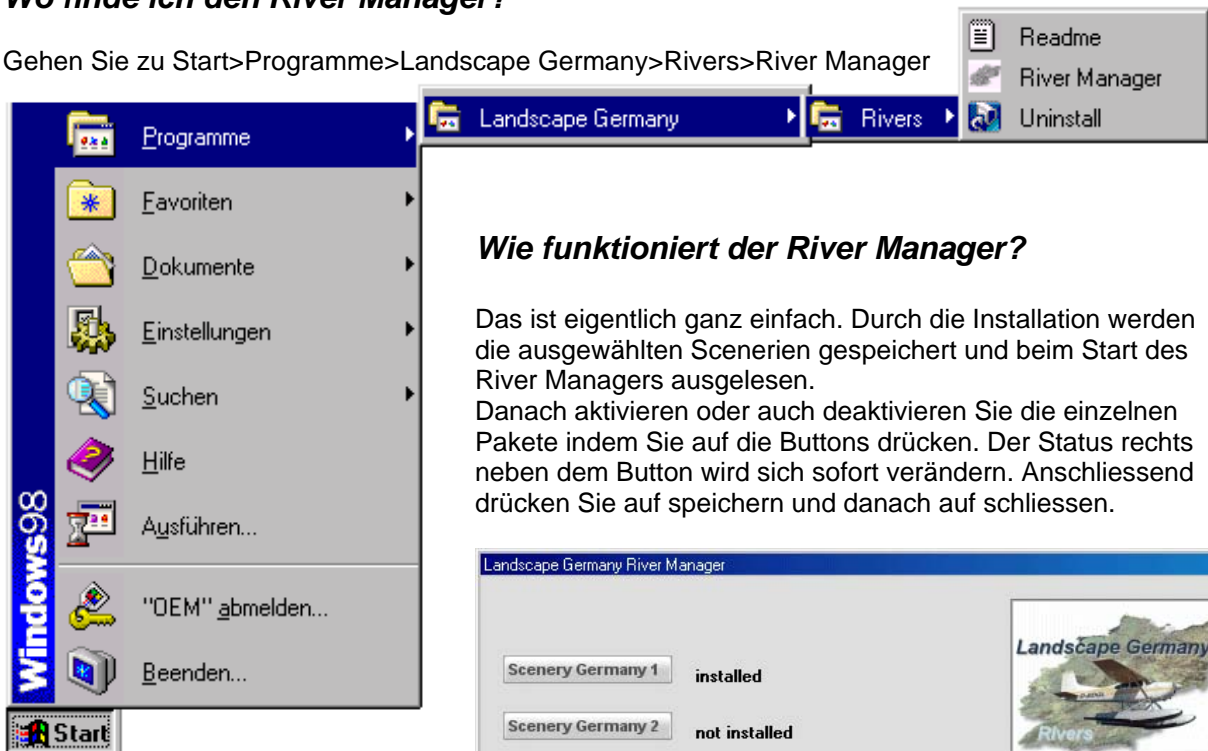 Wo finde ich den River Manager?
Gehen Sie zu Start>Programme>Landscape Germany>Rivers>River Manager
Readme
River Manager
Uninstall
Landscape Germany
Rivers
Programme
Favoriten
Dokumente
Einstellungen
Suchen
Hilfe
Ausführen...
"OEM" abmelden...
Beenden...
Windows98
Start
Wie funktioniert der River Manager?
Das ist eigentlich ganz einfach. Durch die Installation werden
die ausgewählten Scenerien gespeichert und beim Start des
River Managers ausgelesen.
Danach aktivieren oder auch deaktivieren Sie die einzelnen
Pakete indem Sie auf die Buttons drücken. Der Status rechts
neben dem Button wird sich sofort verändern. Anschliessend
drücken Sie auf speichern und danach auf schliessen.
Landscape Germany River Manager
Scenery Germany 1 installed
Scenery Germany 2 not installed
Landscape Germany
Rivers